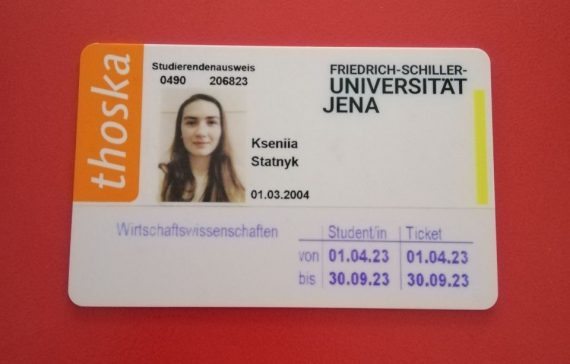 thoska
Studierendenausweis
0490 206823
FRIEDRICH-SCHILLER-
UNIVERSITÄT
JENA
Kseniia
Statnyk
01.03.2004
Wirtschaftswissenschaften
Student/in Ticket
von 01.04.23 01.04.23
bis 30.09.23 30.09.23